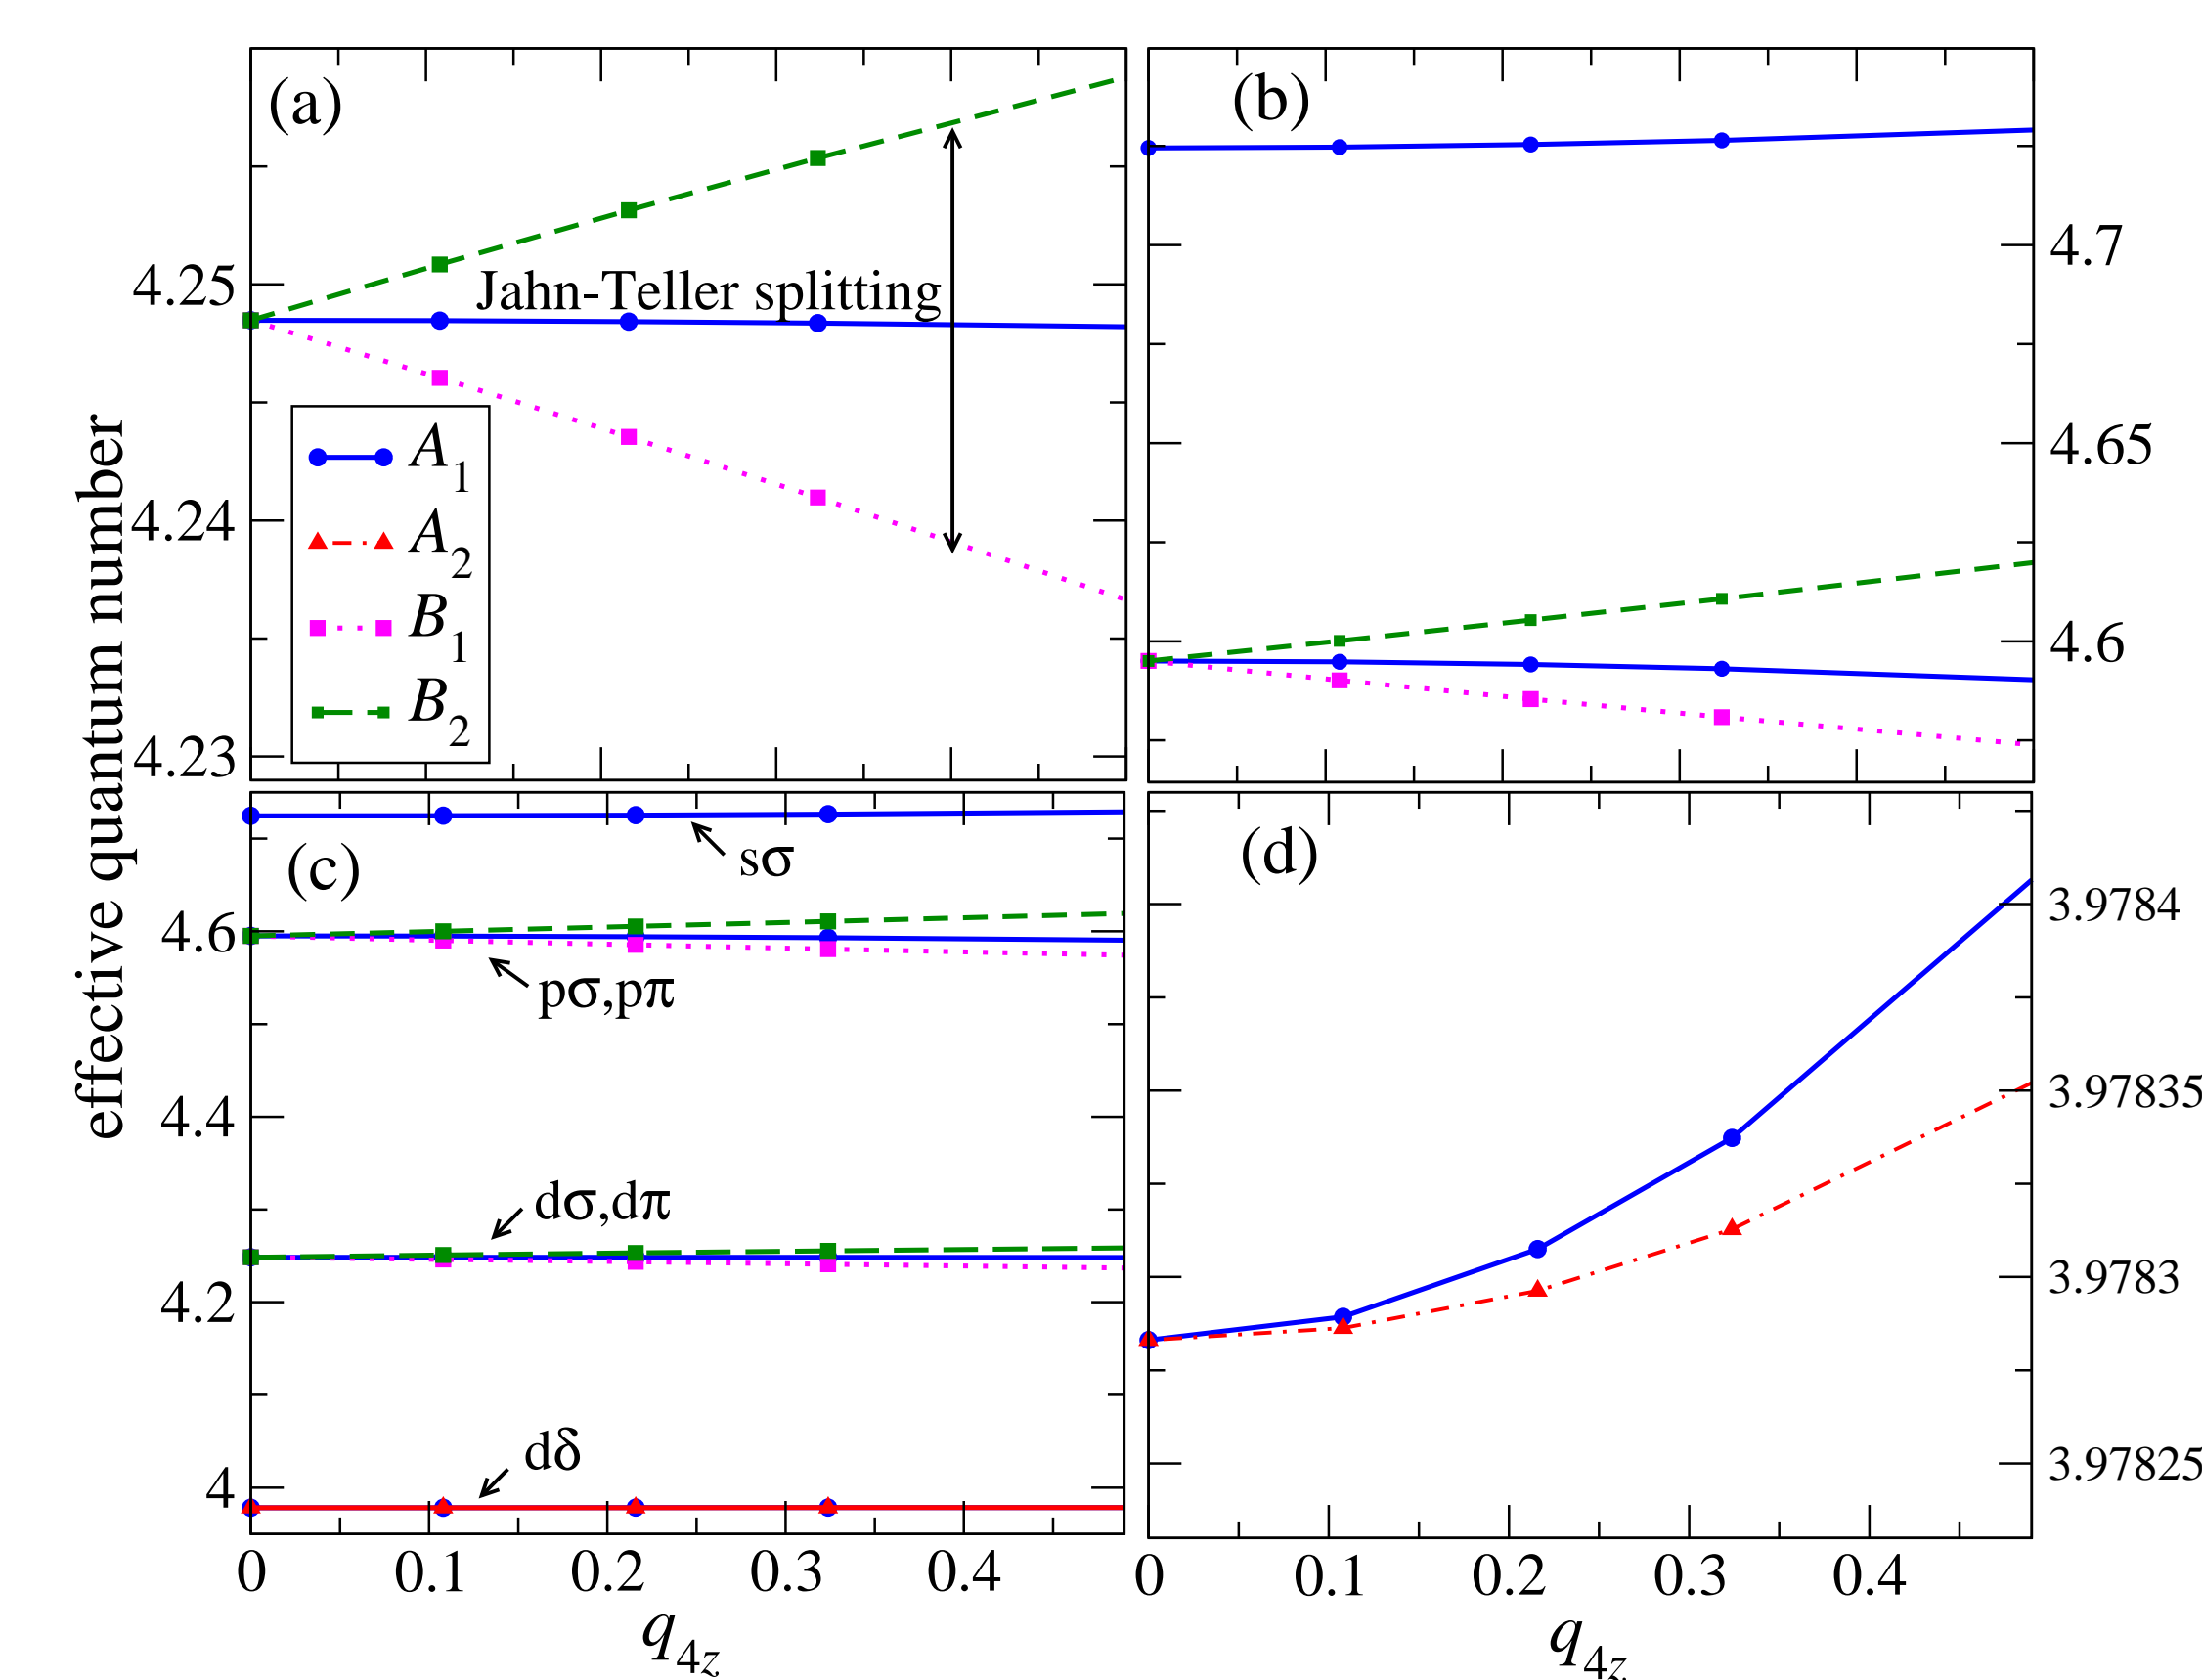 effective quantum number
(a)
4.25
4.24
4.23
Jahn-Teller splitting
A1
A2
B1
B2
(b)
4.7
4.65
4.6
(c)
sσ
pσ,pπ
dσ,dπ
dδ
4.6
4.4
4.2
4
0 0.1 0.2 0.3 0.4
q4z
(d)
3.9784
3.97835
3.9783
3.97825
0 0.1 0.2 0.3 0.4
q4z